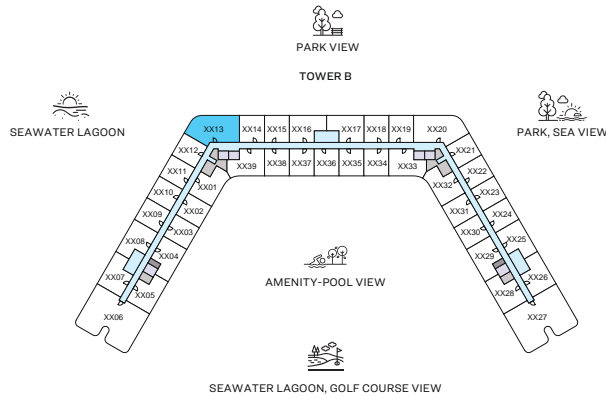 PARK VIEW
TOWER B
SEAWATER LAGOON
PARK, SEA VIEW
XX13
XX14
XX15
XX16
XX17
XX18
XX19
XX20
XX12
XX21
XX11
XX39
XX38
XX37
XX36
XX35
XX34
XX33
XX22
XX10
XX01
XX32
XX23
XX09
XX02
XX31
XX24
XX08
XX03
XX30
XX25
XX07
XX04
XX29
XX26
XX05
XX28
XX06
XX27
AMENITY-POOL VIEW
SEAWATER LAGOON, GOLF COURSE VIEW